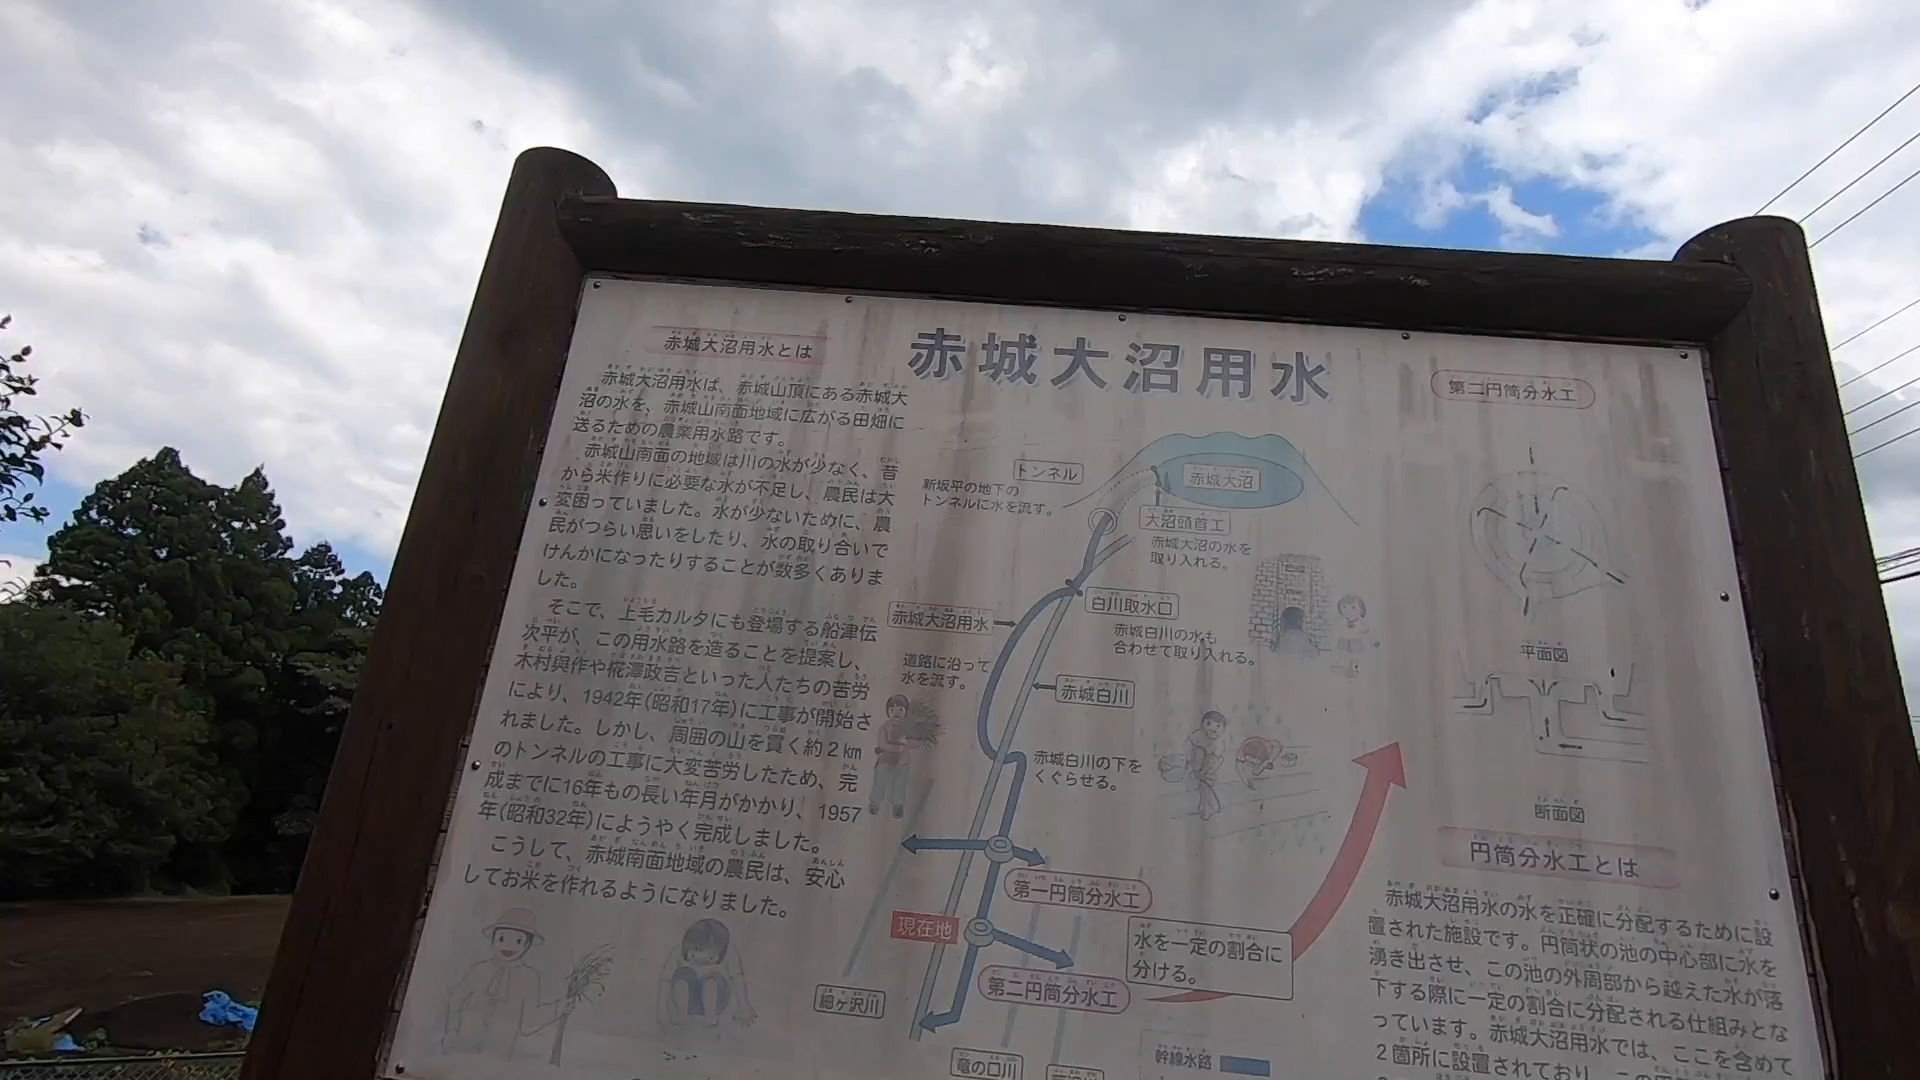 赤城大沼用水
赤城大沼用水とは
赤城大沼用水は、赤城山頂にある赤城大
沼の水を、赤城山南面地域に広がる田畑に
送るための農業用水路です。
赤城山南面の地域は川の水が少なく、昔
から米作りに必要な水が不足し、農民は大
変困っていました。水が少ないために、農
民がつらい思いをしたり、水の取り合いで
けんかになったりすることが数多くありま
した。
そこで、上毛カルタにも登場する船津伝
次平が、この用水路を造ることを提案し、
木村與作や椛澤政吉といった人たちの苦労
により、1942年(昭和17年)に工事が開始さ
れました。しかし、周囲の山を貫く約2km
のトンネルの工事に大変苦労したため、完
成までに16年もの長い年月がかかり、1957
年(昭和32年)にようやく完成しました。
こうして、赤城南面地域の農民は、安心
してお米を作れるようになりました。
トンネル
新坂平の地下の
トンネルに水を流す。
赤城大沼
大沼頭首工
赤城大沼の水を
取り入れる。
白川取水口
赤城白川の水も
合わせて取り入れる。
赤城大沼用水
道路に沿って
水を流す。
赤城白川
赤城白川の下を
くぐらせる。
第一円筒分水工
現在地
第二円筒分水工
水を一定の割合に
分ける。
細ヶ沢川
竜の口川
幹線水路
第二円筒分水工
平面図
断面図
円筒分水工とは
赤城大沼用水の水を正確に分配するために設
置された施設です。円筒状の池の中心部に水を
湧き出させ、この池の外周部から越えた水が落
下する際に一定の割合に分配される仕組みとな
っています。赤城大沼用水では、ここを含めて
2箇所に設置されており、